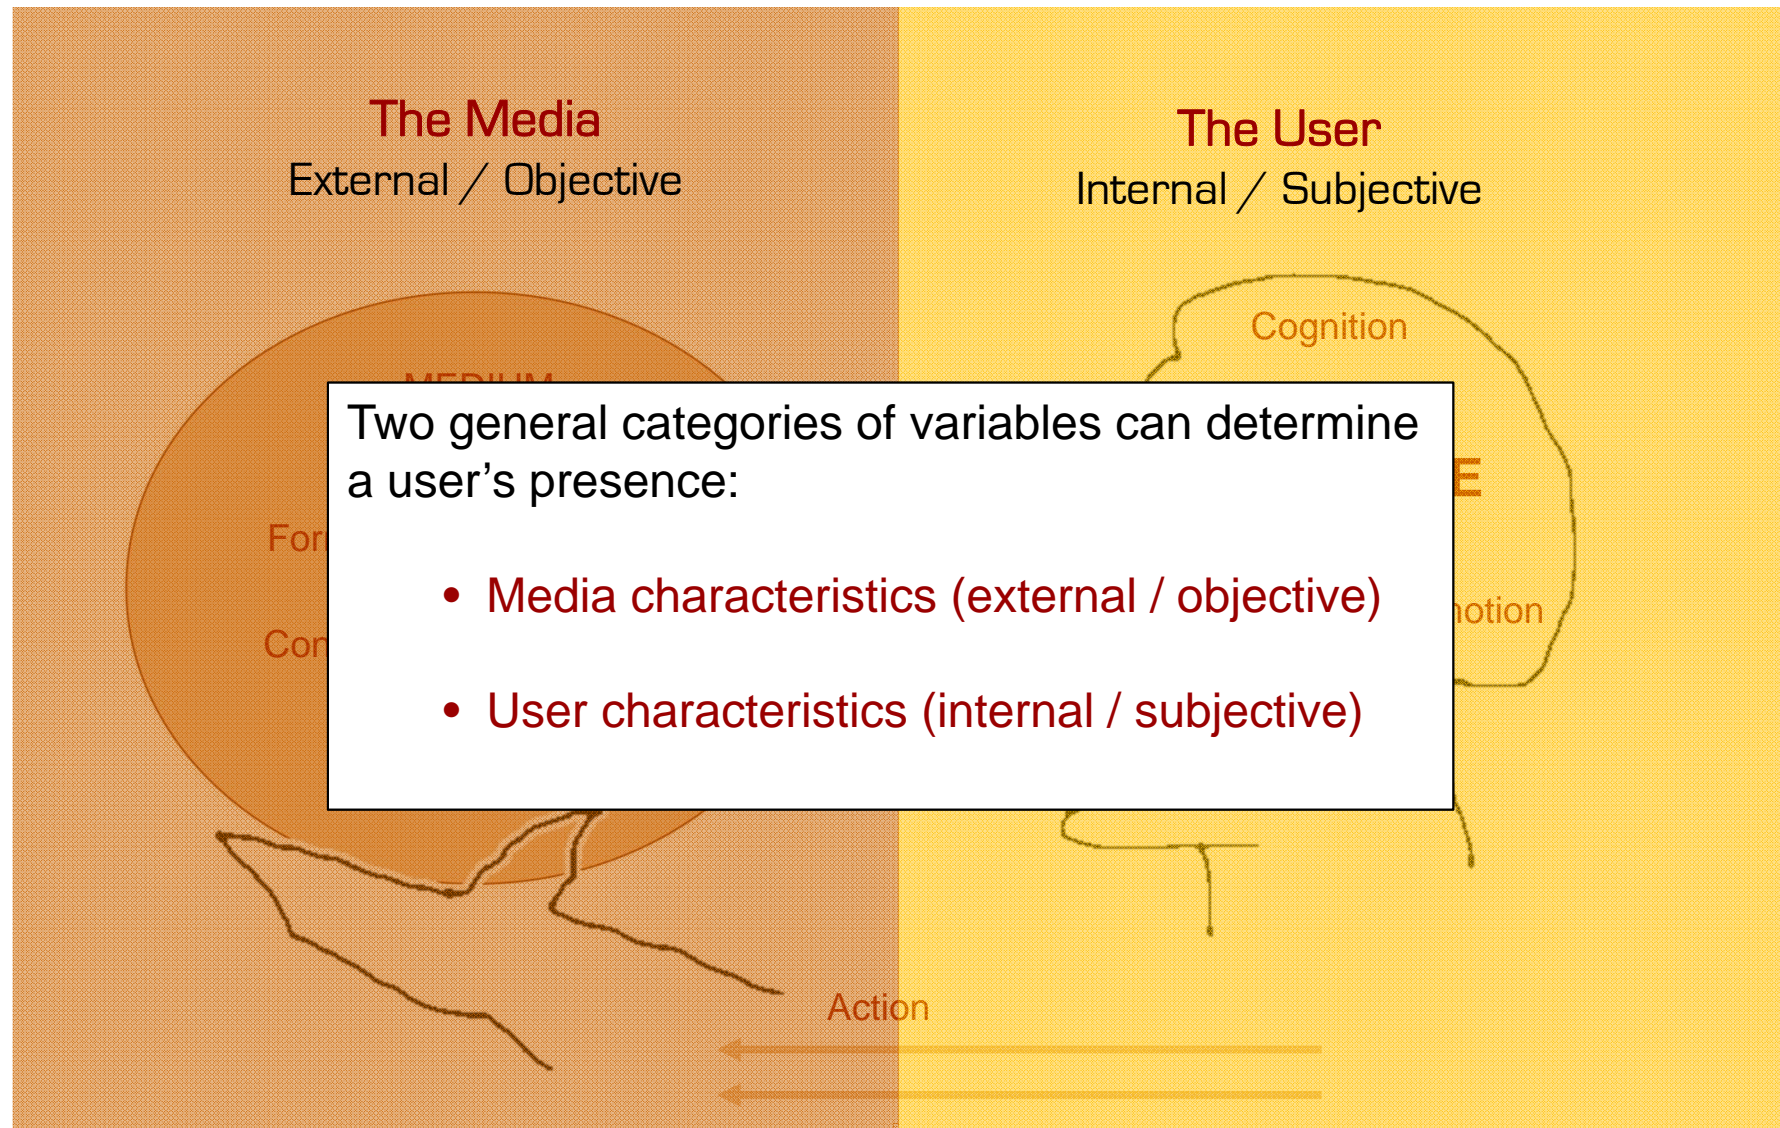 The Media
External / Objective
The User
Internal / Subjective
Cognition
MEDIUM
Two general categories of variables can determine
a user’s presence:
• Media characteristics (external / objective)
• User characteristics (internal / subjective)
Action